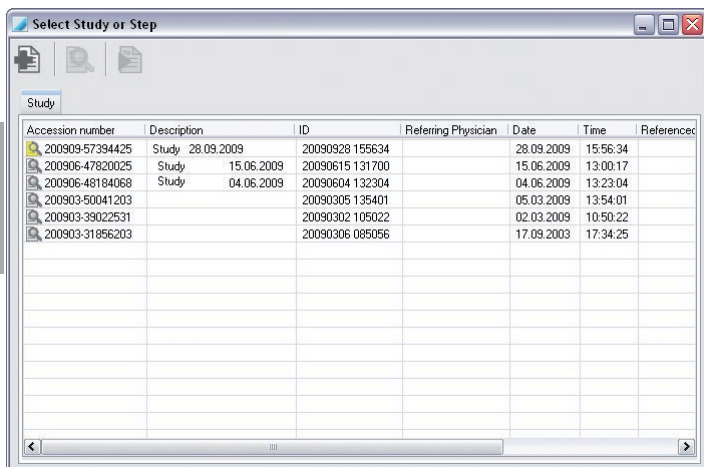 Select Study or Step
Study
Accession number Description ID Referring Physician Date Time Referenced
200909-57394425 Study 28.09.2009 20090928 155634 28.09.2009 15:56:34
200906-47820025 Study 15.06.2009 20090615 131700 15.06.2009 13:00:17
200906-48184068 Study 04.06.2009 20090604 132304 04.06.2009 13:23:04
200903-50041203 20090305 135401 05.03.2009 13:54:01
200903-39022531 20090302 105022 02.03.2009 10:50:22
200903-31856203 20090306 085056 17.09.2003 17:34:25